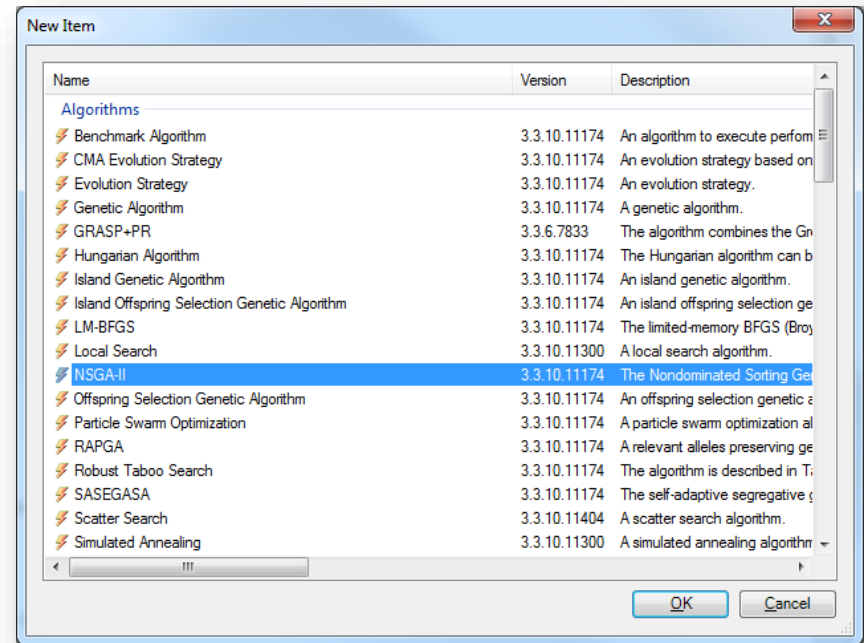 New Item
Name Version Description
Algorithms
Benchmark Algorithm 3.3.10.11174 An algorithm to execute perfom
CMA Evolution Strategy 3.3.10.11174 An evolution strategy based on
Evolution Strategy 3.3.10.11174 An evolution strategy.
Genetic Algorithm 3.3.10.11174 A genetic algorithm.
GRASP+PR 3.3.6.7833 The algorithm combines the Gre
Hungarian Algorithm 3.3.10.11174 The Hungarian algorithm can b
Island Genetic Algorithm 3.3.10.11174 An island genetic algorithm.
Island Offspring Selection Genetic Algorithm 3.3.10.11174 An island offspring selection ge
LM-BFGS 3.3.10.11174 The limited-memory BFGS (Broy
Local Search 3.3.10.11300 A local search algorithm.
NSGA-II 3.3.10.11174 The Nondominated Sorting Gen
Offspring Selection Genetic Algorithm 3.3.10.11174 An offspring selection genetic a
Particle Swarm Optimization 3.3.10.11174 A particle swarm optimization al
RAPGA 3.3.10.11174 A relevant alleles preserving ge
Robust Taboo Search 3.3.10.11174 The algorithm is described in Ta
SASEGASA 3.3.10.11174 The self-adaptive segregative g
Scatter Search 3.3.10.11404 A scatter search algorithm.
Simulated Annealing 3.3.10.11300 A simulated annealing algorithm
OK Cancel